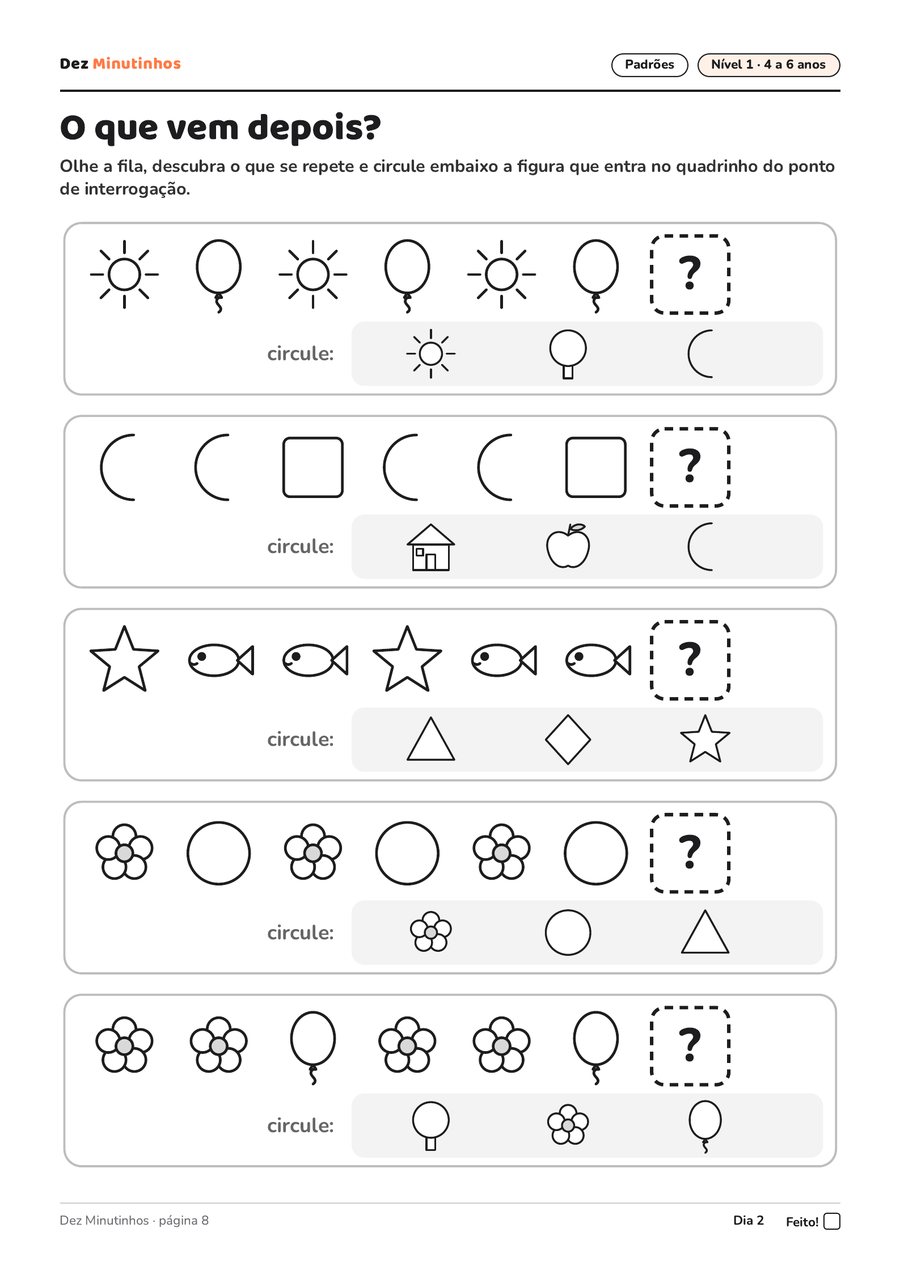 Dez Minutinhos
Padrões
Nível 1 · 4 a 6 anos
O que vem depois?
Olhe a fila, descubra o que se repete e circule embaixo a figura que entra no quadrinho do ponto
de interrogação.
?
circule:
?
circule:
?
circule:
?
circule:
?
circule:
Dez Minutinhos · página 8
Dia 2
Feito!